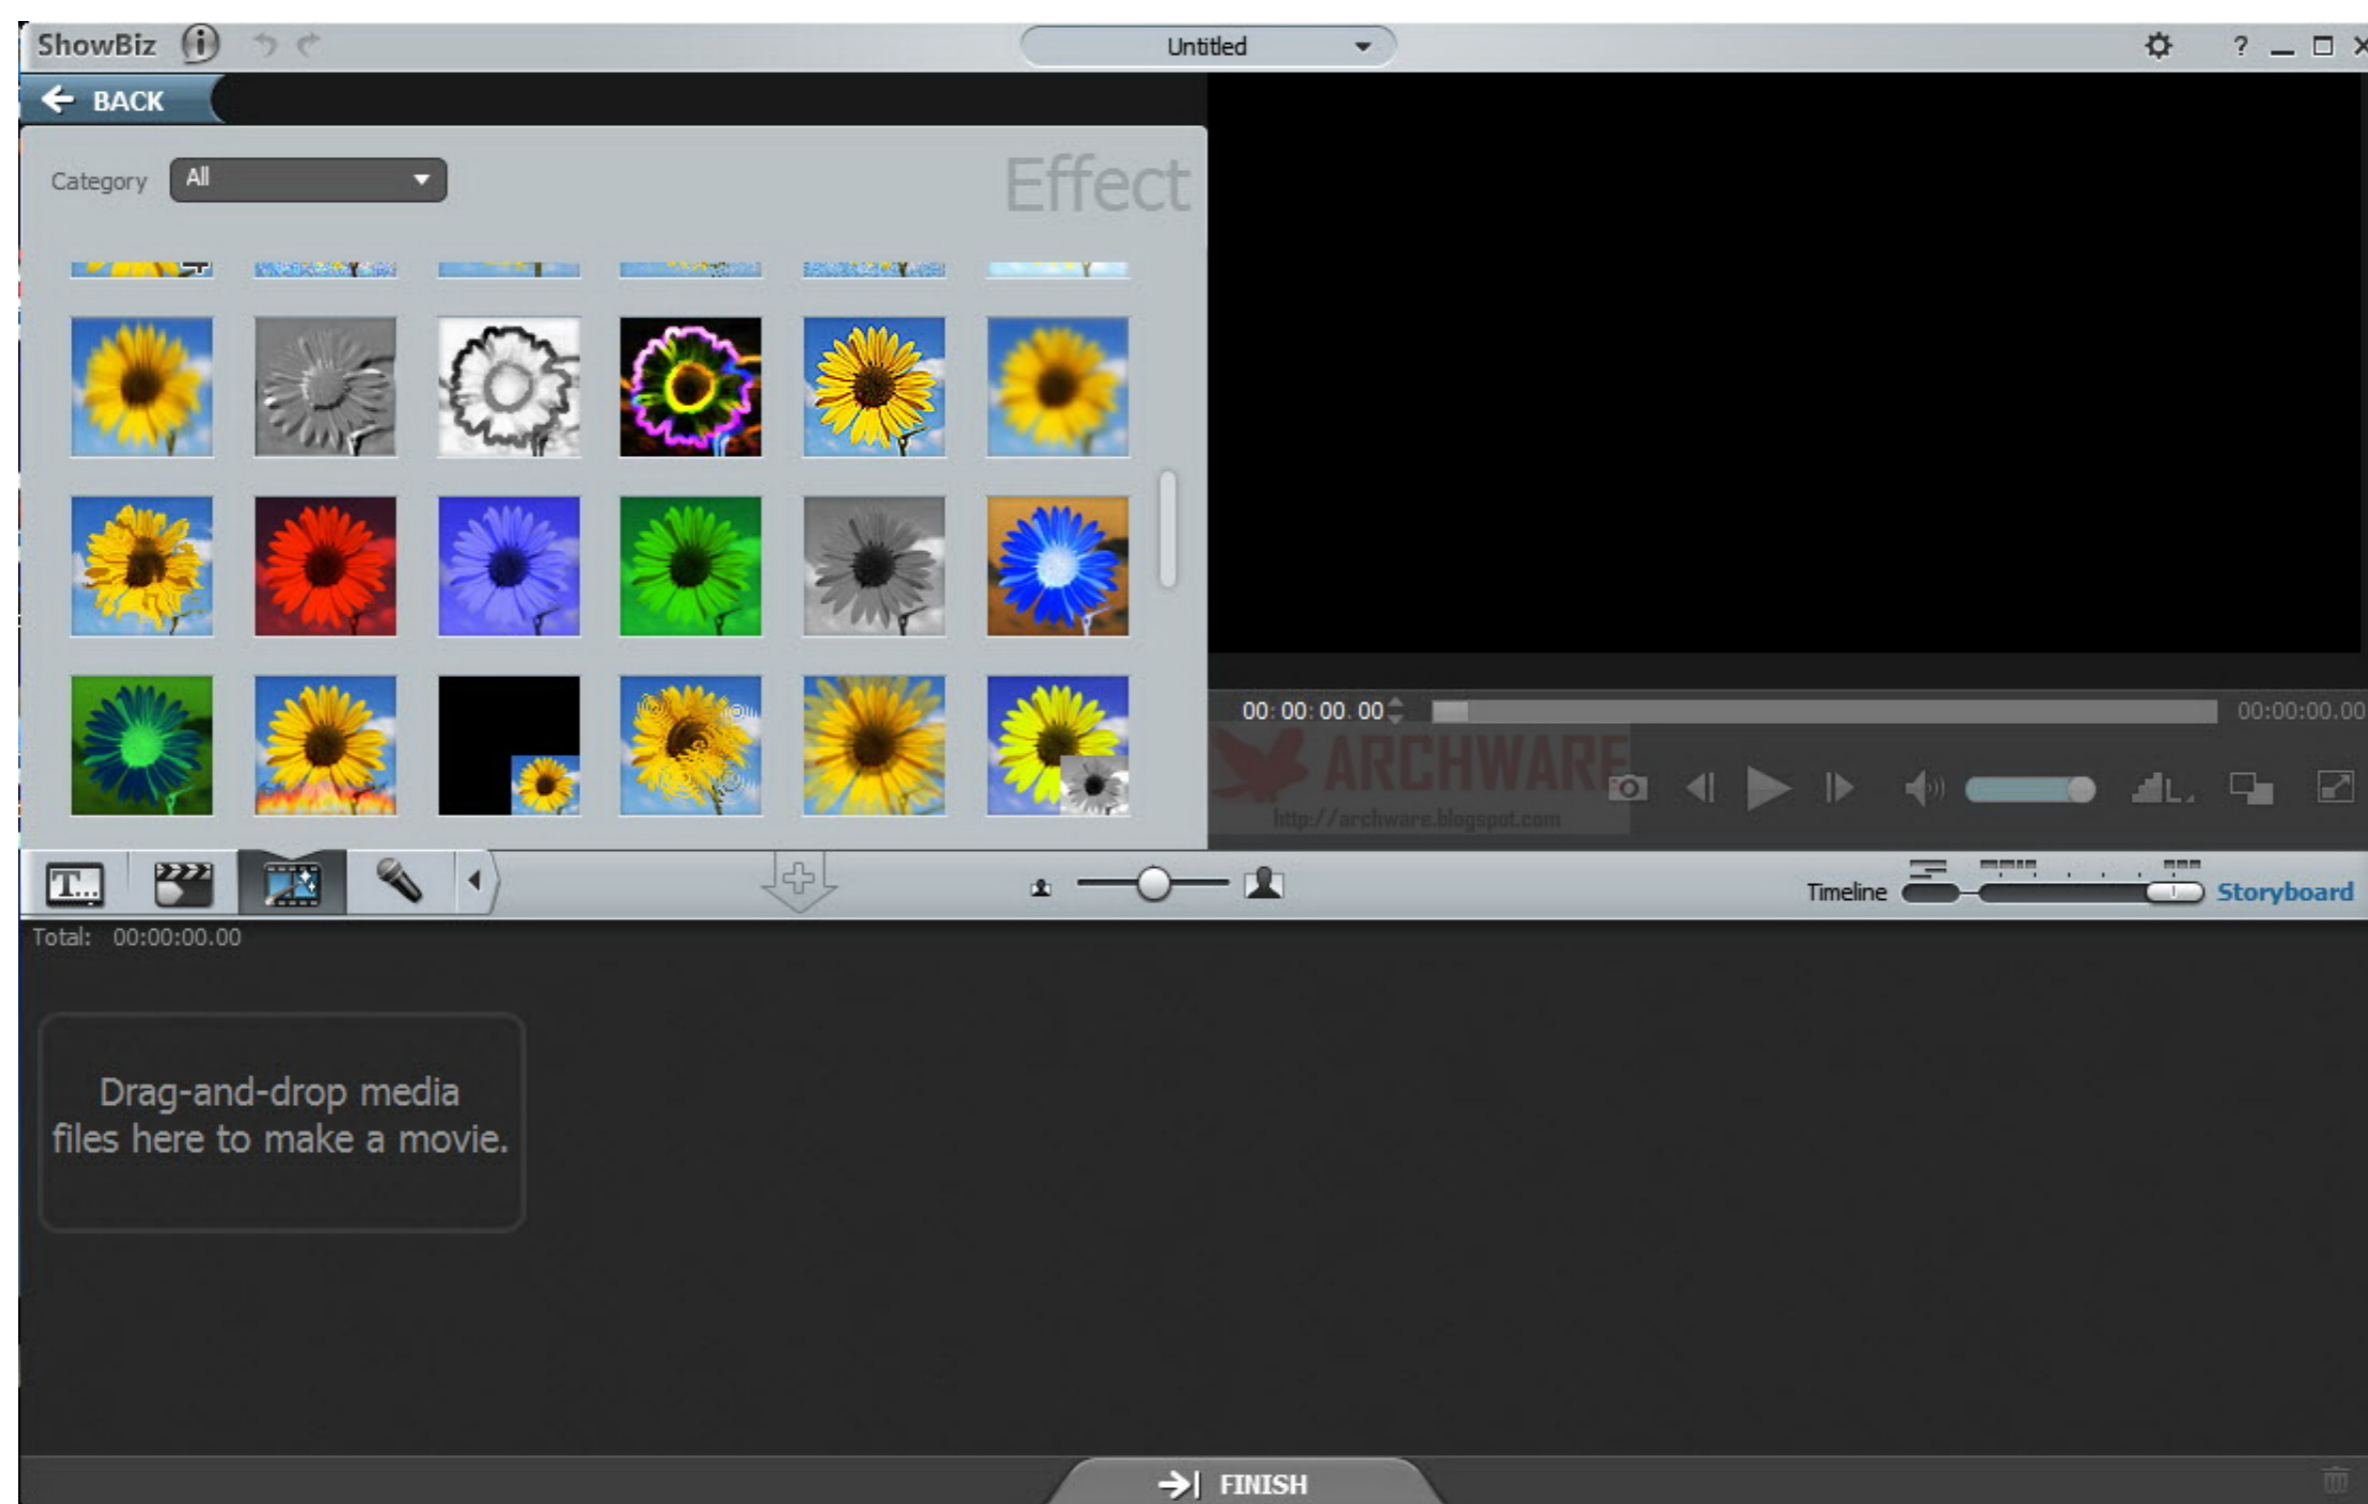 ShowBiz
Untitled
?
BACK
Category All
Effect
00:00:00.00
00:00:00.00
ARCHWARE
http://archware.blogspot.com
T...
Timeline
Storyboard
Total: 00:00:00.00
Drag-and-drop media
files here to make a movie.
FINISH